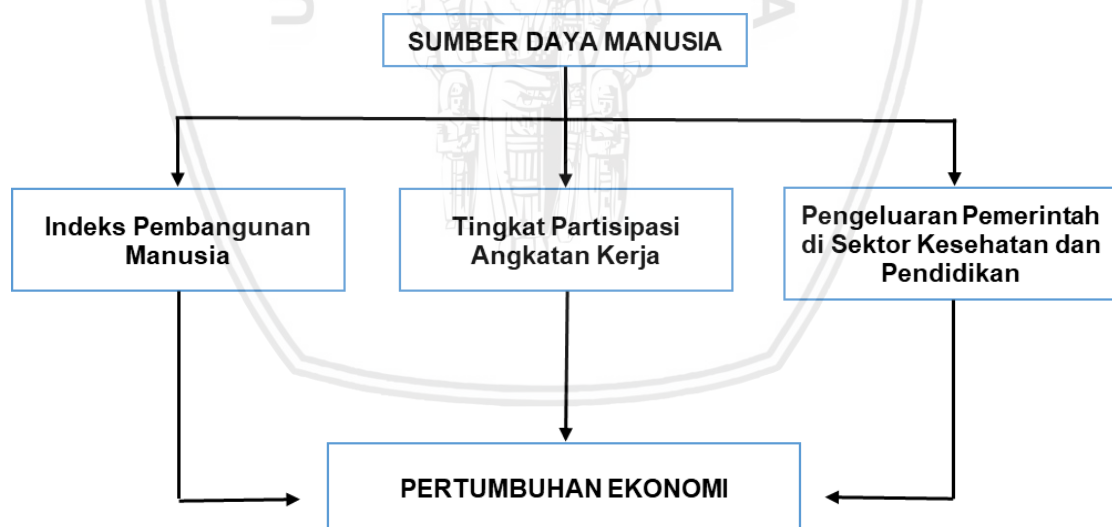 SUMBER DAYA MANUSIA
Indeks Pembangunan
Manusia
Tingkat Partisipasi
Angkatan Kerja
Pengeluaran Pemerintah
di Sektor Kesehatan dan
Pendidikan
PERTUMBUHAN EKONOMI